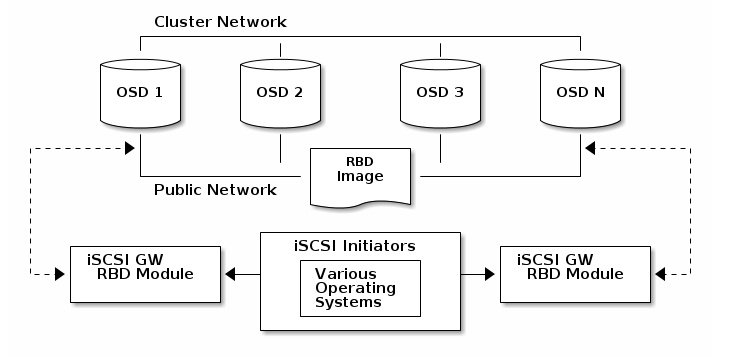 Cluster Network
OSD 1
OSD 2
OSD 3
OSD N
RBD
Image
Public Network
iSCSI GW
RBD Module
iSCSI Initiators
Various
Operating
Systems
iSCSI GW
RBD Module